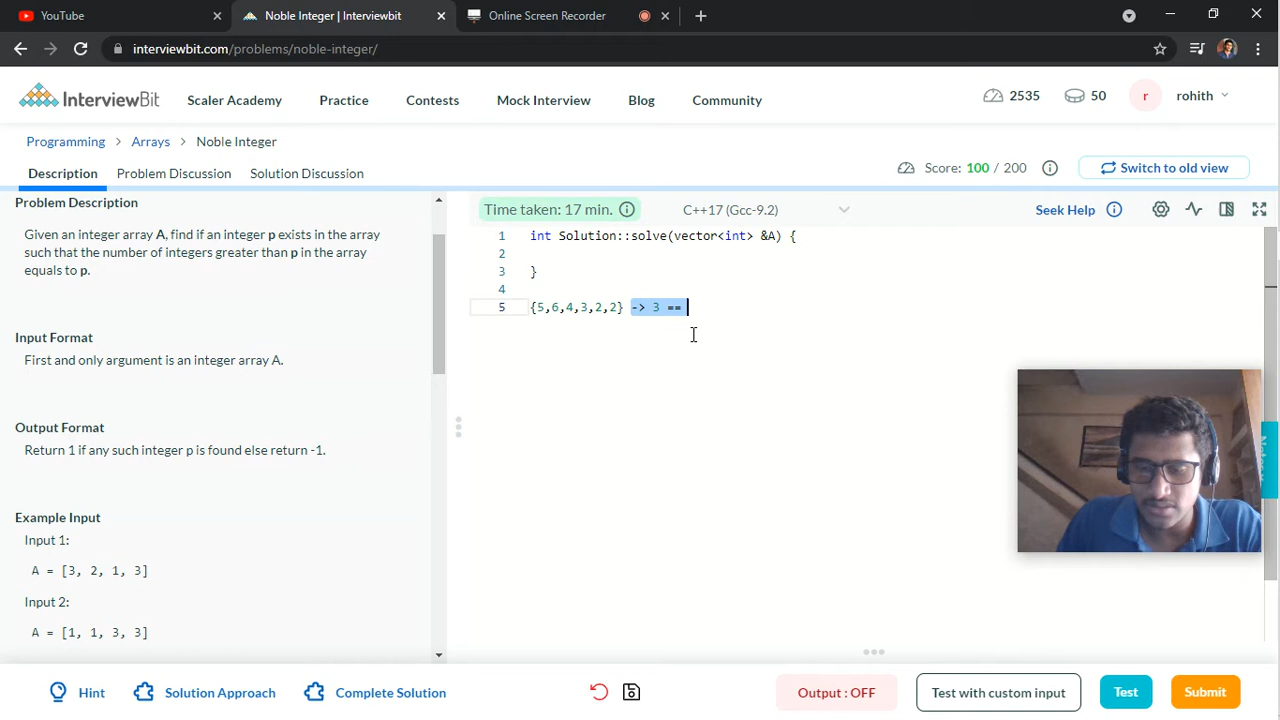 YouTube
Noble Integer | Interviewbit
Online Screen Recorder
interviewbit.com/problems/noble-integer/
InterviewBit
Scaler Academy
Practice
Contests
Mock Interview
Blog
Community
2535
50
r
rohith
Programming > Arrays > Noble Integer
Description
Problem Discussion
Solution Discussion
Score: 100 / 200
Switch to old view
Problem Description
Given an integer array A, find if an integer p exists in the array
such that the number of integers greater than p in the array
equals to p.
Input Format
First and only argument is an integer array A.
Output Format
Return 1 if any such integer p is found else return -1.
Example Input
Input 1:
A = [3, 2, 1, 3]
Input 2:
A = [1, 1, 3, 3]
Time taken: 17 min.
C++17 (Gcc-9.2)
Seek Help
1 int Solution::solve(vector<int> &A) {
2
3 }
4
5 {5,6,4,3,2,2} -> 3 ==
Hint
Solution Approach
Complete Solution
Output : OFF
Test with custom input
Test
Submit